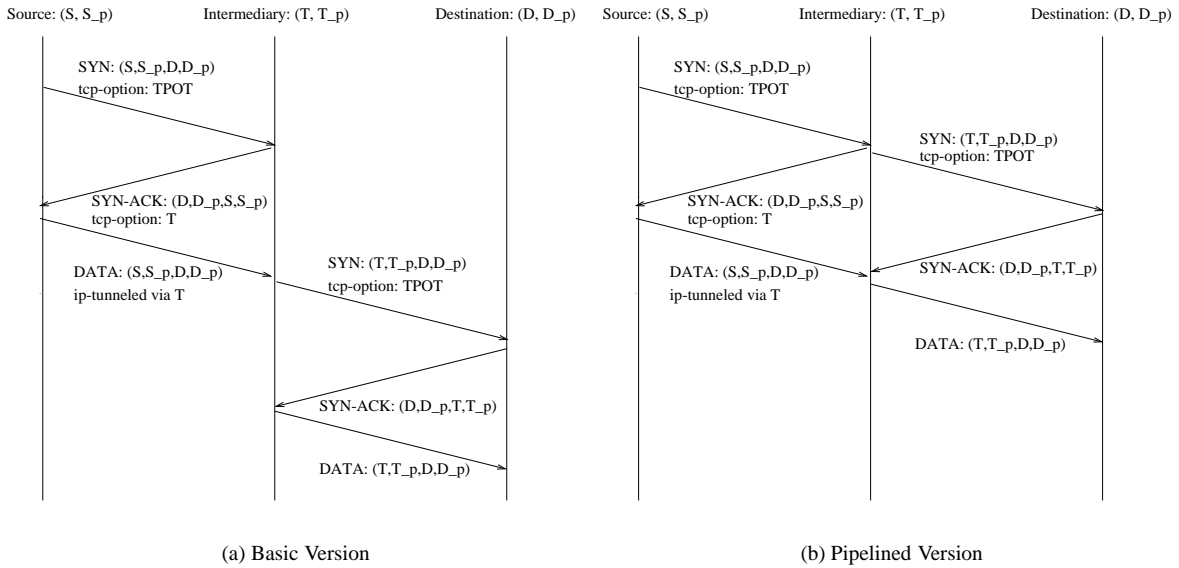 Source: (S, S_p)
Intermediary: (T, T_p)
Destination: (D, D_p)
SYN: (S,S_p,D,D_p)
tcp-option: TPOT
SYN-ACK: (D,D_p,S,S_p)
tcp-option: T
DATA: (S,S_p,D,D_p)
ip-tunneled via T
SYN: (T,T_p,D,D_p)
tcp-option: TPOT
SYN-ACK: (D,D_p,T,T_p)
DATA: (T,T_p,D,D_p)
(a) Basic Version
Source: (S, S_p)
Intermediary: (T, T_p)
Destination: (D, D_p)
SYN: (S,S_p,D,D_p)
tcp-option: TPOT
SYN: (T,T_p,D,D_p)
tcp-option: TPOT
SYN-ACK: (D,D_p,S,S_p)
tcp-option: T
DATA: (S,S_p,D,D_p)
ip-tunneled via T
SYN-ACK: (D,D_p,T,T_p)
DATA: (T,T_p,D,D_p)
(b) Pipelined Version